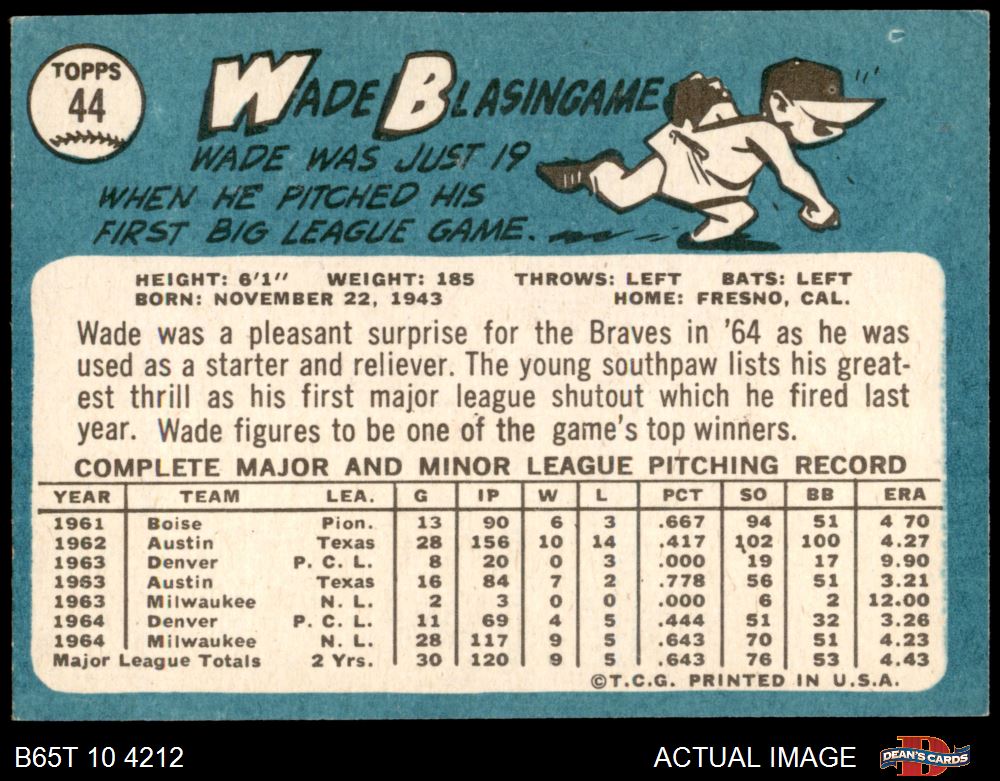 TOPPS
44
WADE BLASINGAME
WADE WAS JUST 19
WHEN HE PITCHED HIS
FIRST BIG LEAGUE GAME.
HEIGHT: 6'1" WEIGHT: 185 THROWS: LEFT BATS: LEFT
BORN: NOVEMBER 22, 1943 HOME: FRESNO, CAL.
Wade was a pleasant surprise for the Braves in '64 as he was
used as a starter and reliever. The young southpaw lists his great-
est thrill as his first major league shutout which he fired last
year. Wade figures to be one of the game's top winners.
COMPLETE MAJOR AND MINOR LEAGUE PITCHING RECORD
YEAR TEAM LEA. G IP W L PCT SO BB ERA
1961 Boise Pion. 13 90 6 3 .667 94 51 4 70
1962 Austin Texas 28 156 10 14 .417 102 100 4.27
1963 Denver P. C. L. 8 20 0 3 .000 19 17 9.90
1963 Austin Texas 16 84 7 2 .778 56 51 3.21
1963 Milwaukee N. L. 2 3 0 0 .000 6 2 12.00
1964 Denver P. C. L. 11 69 4 5 .444 51 32 3.26
1964 Milwaukee N. L. 28 117 9 5 .643 70 51 4.23
Major League Totals 2 Yrs. 30 120 9 5 .643 76 53 4.43
©T.C.G. PRINTED IN U.S.A.
B65T 10 4212 ACTUAL IMAGE DEAN'S CARDS